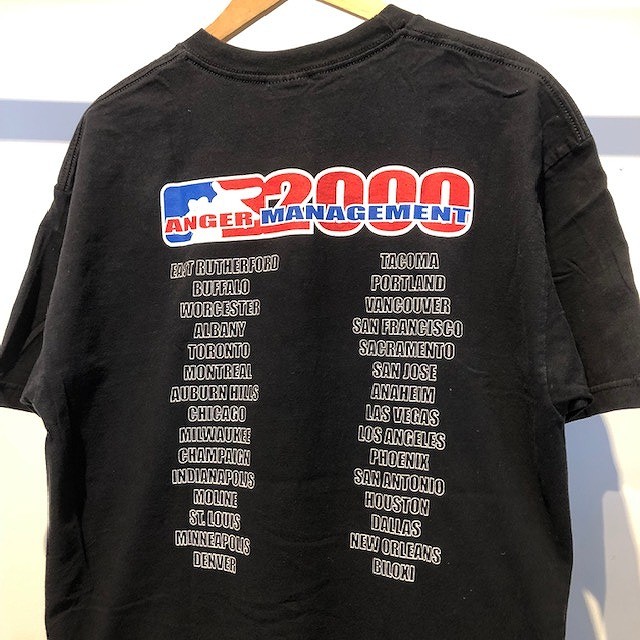 2000
ANGER MANAGEMENT
EAST RUTHERFORD
BUFFALO
WORCESTER
ALBANY
TORONTO
MONTREAL
AUBURN HILLS
CHICAGO
MILWAUKEE
CHAMPAIGN
INDIANAPOLIS
MOLINE
ST. LOUIS
MINNEAPOLIS
DENVER
TACOMA
PORTLAND
VANCOUVER
SAN FRANCISCO
SACRAMENTO
SAN JOSE
ANAHEIM
LAS VEGAS
LOS ANGELES
PHOENIX
SAN ANTONIO
HOUSTON
DALLAS
NEW ORLEANS
BILOXI